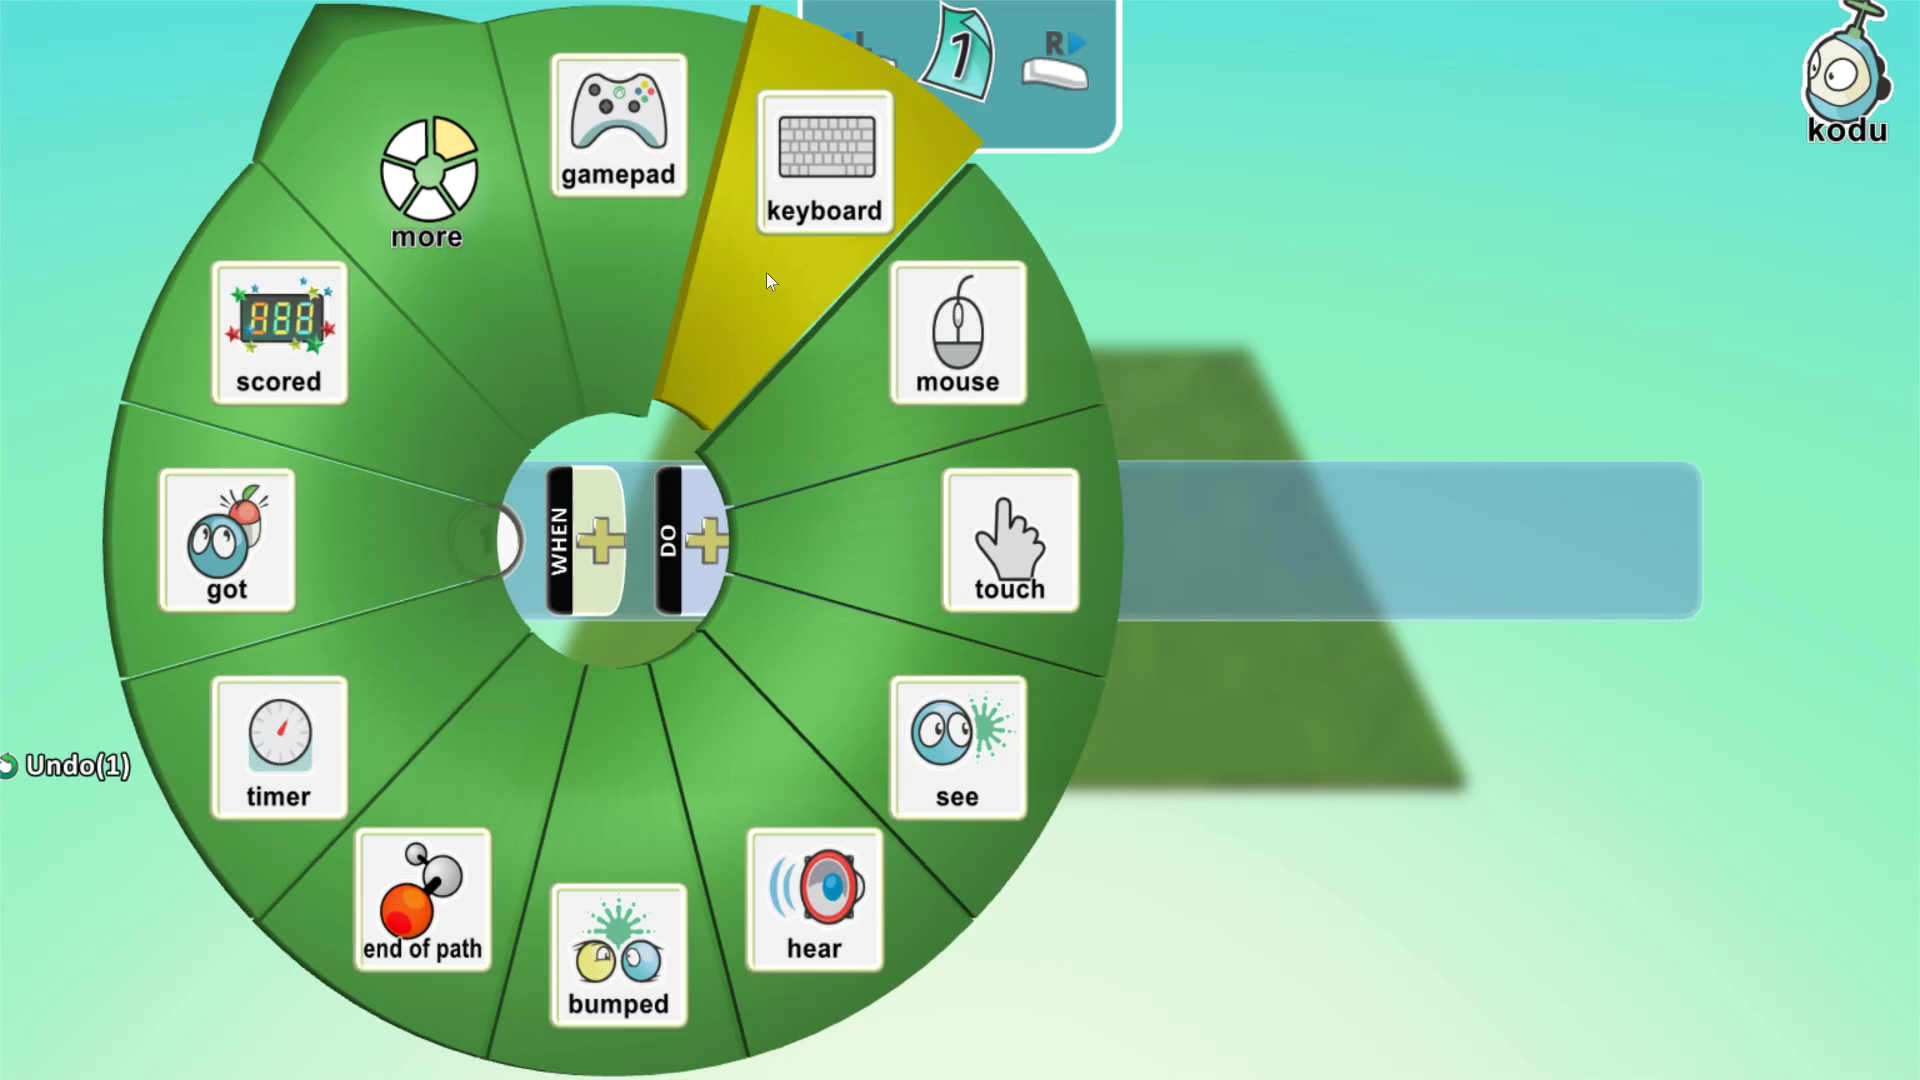 L
1
R
kodu
gamepad
keyboard
more
mouse
scored
touch
got
WHEN
DO
see
timer
Undo(1)
hear
end of path
bumped